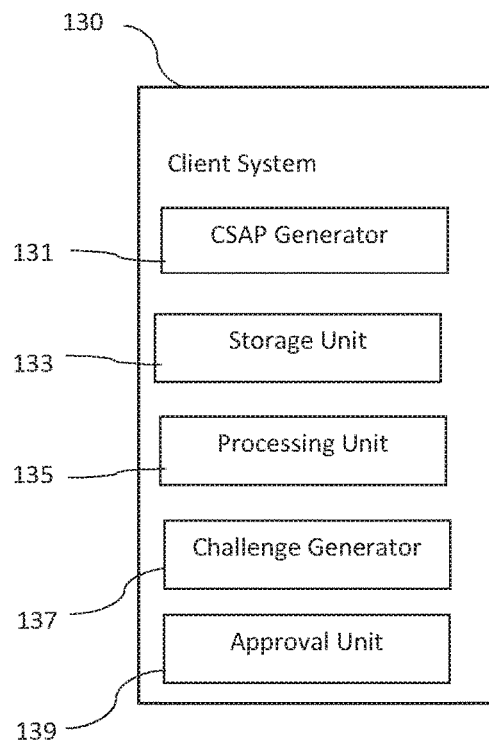 130
Client System
CSAP Generator
131
Storage Unit
133
Processing Unit
135
Challenge Generator
137
Approval Unit
139